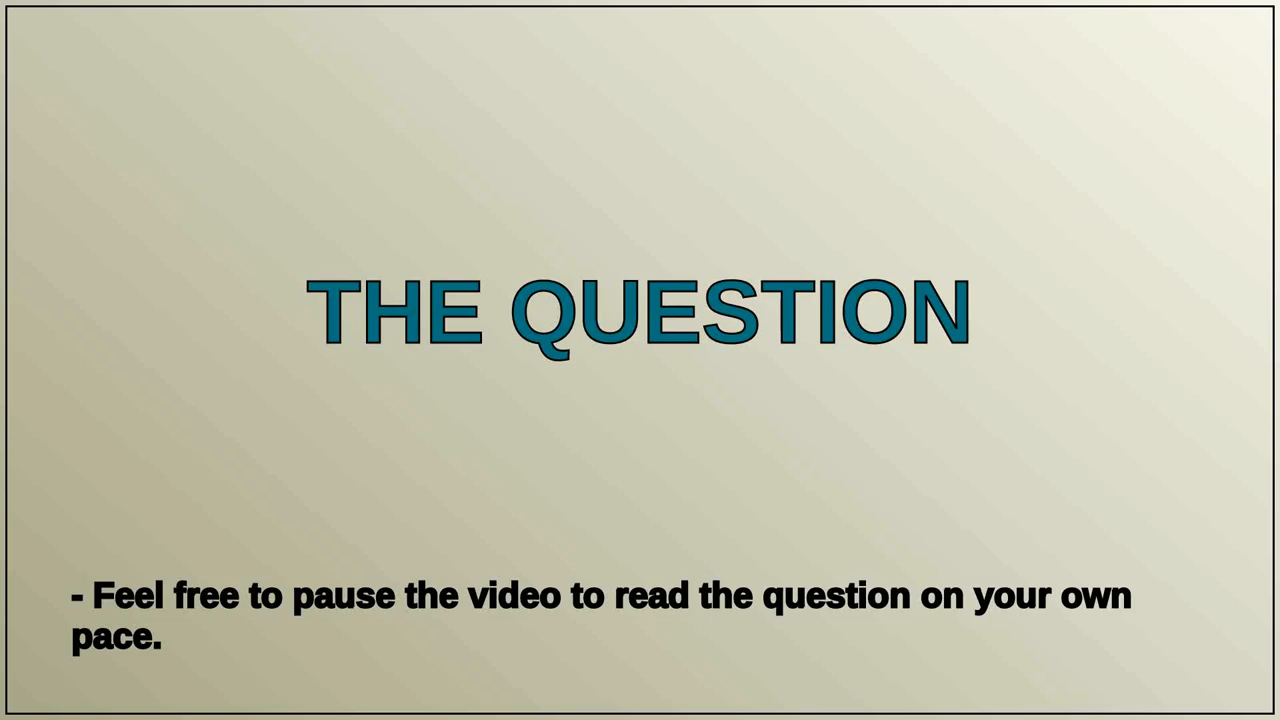 THE QUESTION
- Feel free to pause the video to read the question on your own
pace.